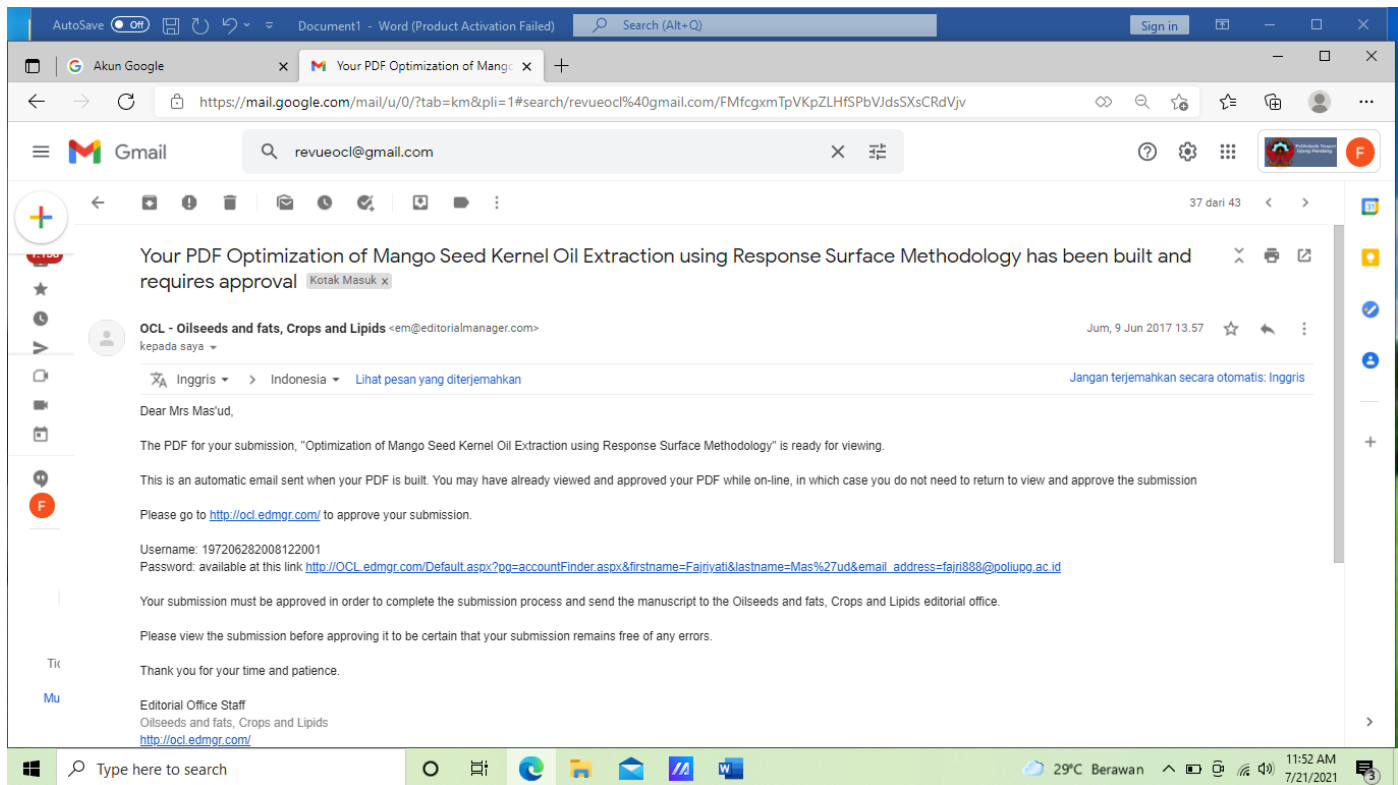 AutoSave Off Document1 - Word (Product Activation Failed) Search (Alt+Q) Sign in
Akun Google Your PDF Optimization of Mango
https://mail.google.com/mail/u/0/?tab=km&pli=1#search/revueocl%40gmail.com/FMfcgxmTpVKpZLHfSPbVJdsSXsCRdVjv
Gmail revueocl@gmail.com F
37 dari 43
Your PDF Optimization of Mango Seed Kernel Oil Extraction using Response Surface Methodology has been built and
requires approval Kotak Masuk x
OCL - Oilseeds and fats, Crops and Lipids <em@editorialmanager.com> Jum, 9 Jun 2017 13.57
kepada saya
Inggris > Indonesia Lihat pesan yang diterjemahkan Jangan terjemahkan secara otomatis: Inggris
Dear Mrs Mas'ud,
The PDF for your submission, "Optimization of Mango Seed Kernel Oil Extraction using Response Surface Methodology" is ready for viewing.
This is an automatic email sent when your PDF is built. You may have already viewed and approved your PDF while on-line, in which case you do not need to return to view and approve the submission
F
Please go to http://ocl.edmgr.com/ to approve your submission.
Username: 197206282008122001
Password: available at this link http://OCL.edmgr.com/Default.aspx?pg=accountFinder.aspx&firstname=Fajriyati&lastname=Mas%27ud&email_address=fajri888@poliupg.ac.id
Your submission must be approved in order to complete the submission process and send the manuscript to the Oilseeds and fats, Crops and Lipids editorial office.
Please view the submission before approving it to be certain that your submission remains free of any errors.
Tic
Thank you for your time and patience.
Mu
Editorial Office Staff
Oilseeds and fats, Crops and Lipids
http://ocl.edmgr.com/
Type here to search 29°C Berawan 11:52 AM
7/21/2021 3